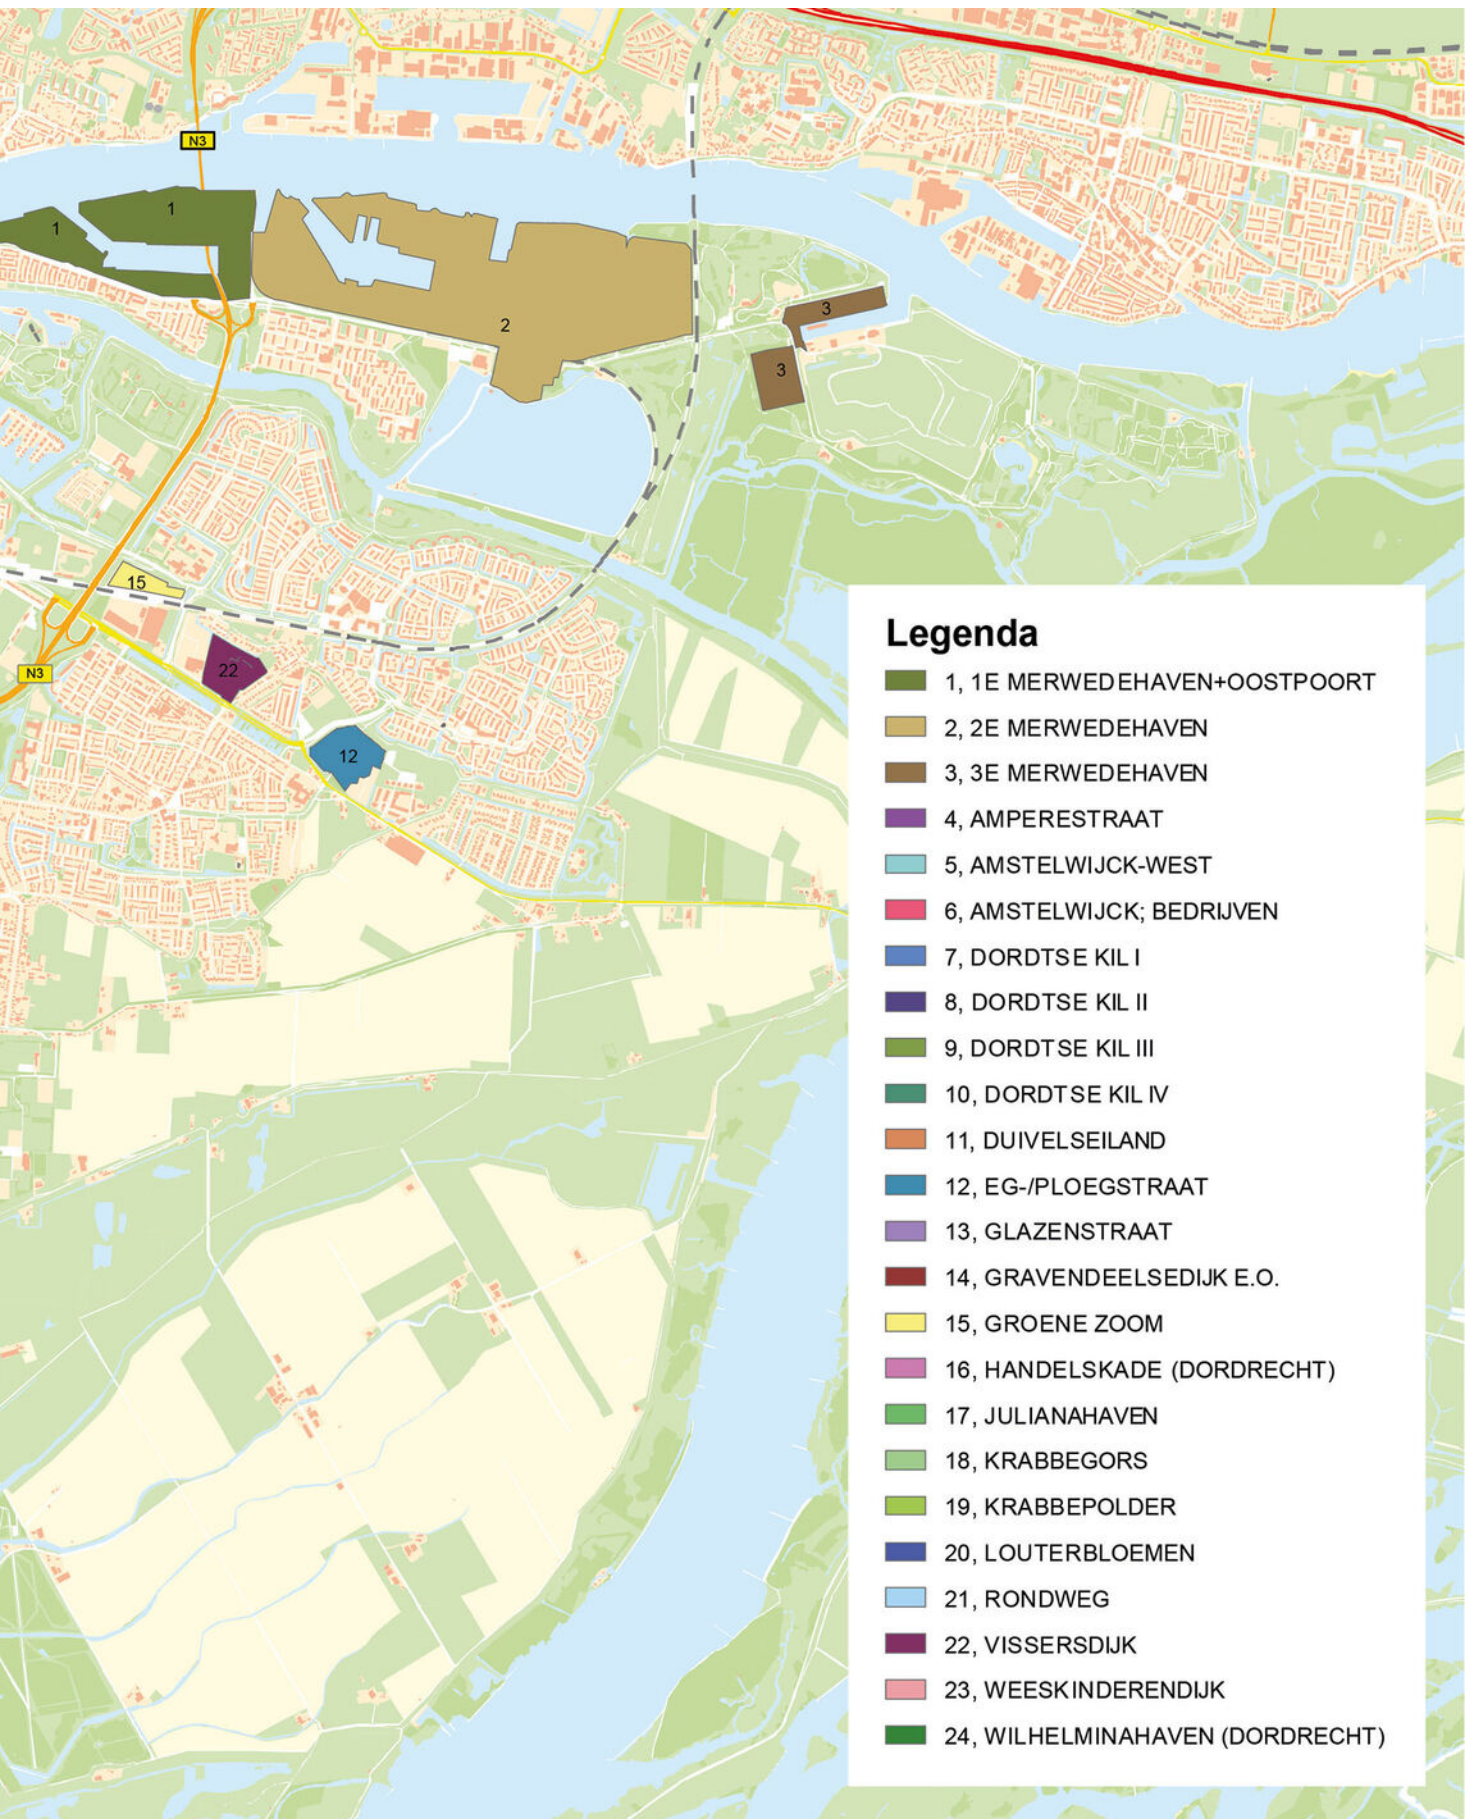 N3
1
1
2
3
3
15
22
N3
12
Legenda
1, 1E MERWEDEHAVEN+OOSTPOORT
2, 2E MERWEDEHAVEN
3, 3E MERWEDEHAVEN
4, AMPERESTRAAT
5, AMSTELWIJCK-WEST
6, AMSTELWIJCK; BEDRIJVEN
7, DORDTSE KIL I
8, DORDTSE KIL II
9, DORDTSE KIL III
10, DORDTSE KIL IV
11, DUIVELSEILAND
12, EG-/PLOEGSTRAAT
13, GLAZENSTRAAT
14, GRAVENDEELSEDIJK E.O.
15, GROENE ZOOM
16, HANDELSKADE (DORDRECHT)
17, JULIANAHAVEN
18, KRABBEGORS
19, KRABBEPOLDER
20, LOUTERBLOEMEN
21, RONDWEG
22, VISSERSDIJK
23, WEESKINDERENDIJK
24, WILHELMINAHAVEN (DORDRECHT)